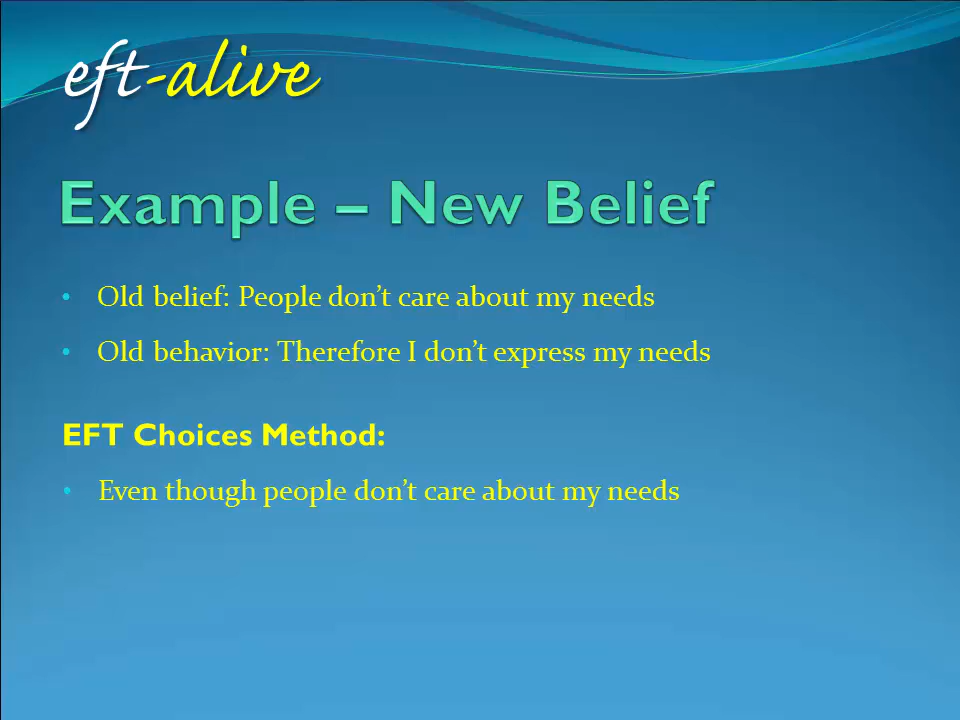 eft-alive
Example – New Belief
• Old belief: People don’t care about my needs
• Old behavior: Therefore I don’t express my needs
EFT Choices Method:
• Even though people don’t care about my needs